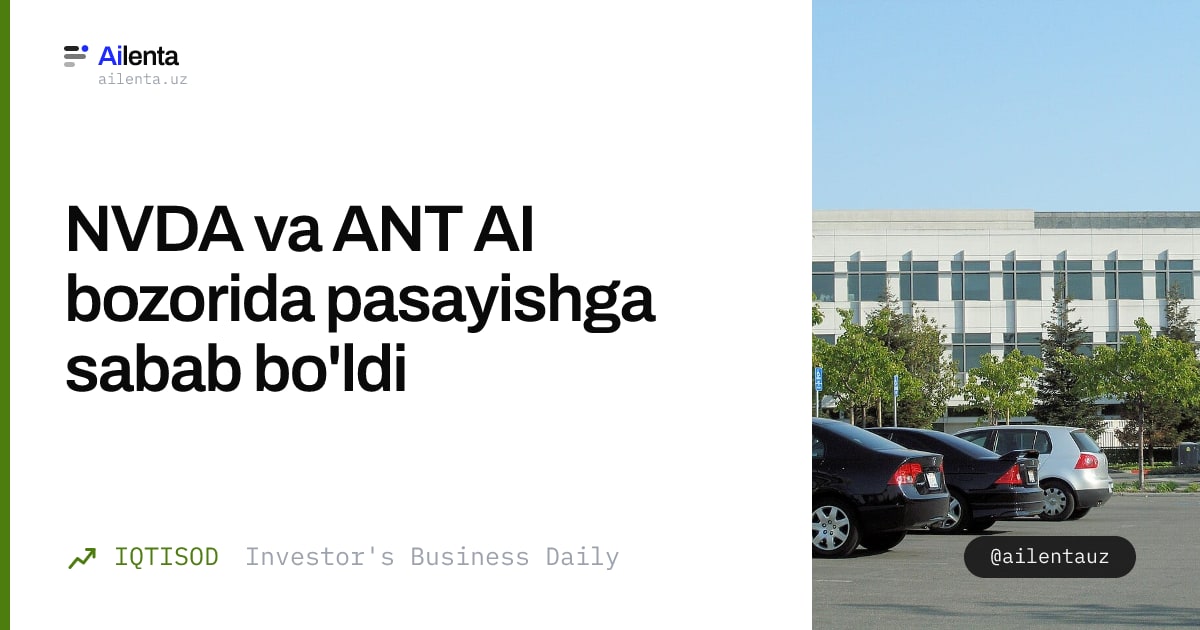 Ailenta
ailenta.uz
NVDA va ANT AI
bozorida pasayishga
sabab bo'ldi
IQTISOD Investor's Business Daily
@ailentauz